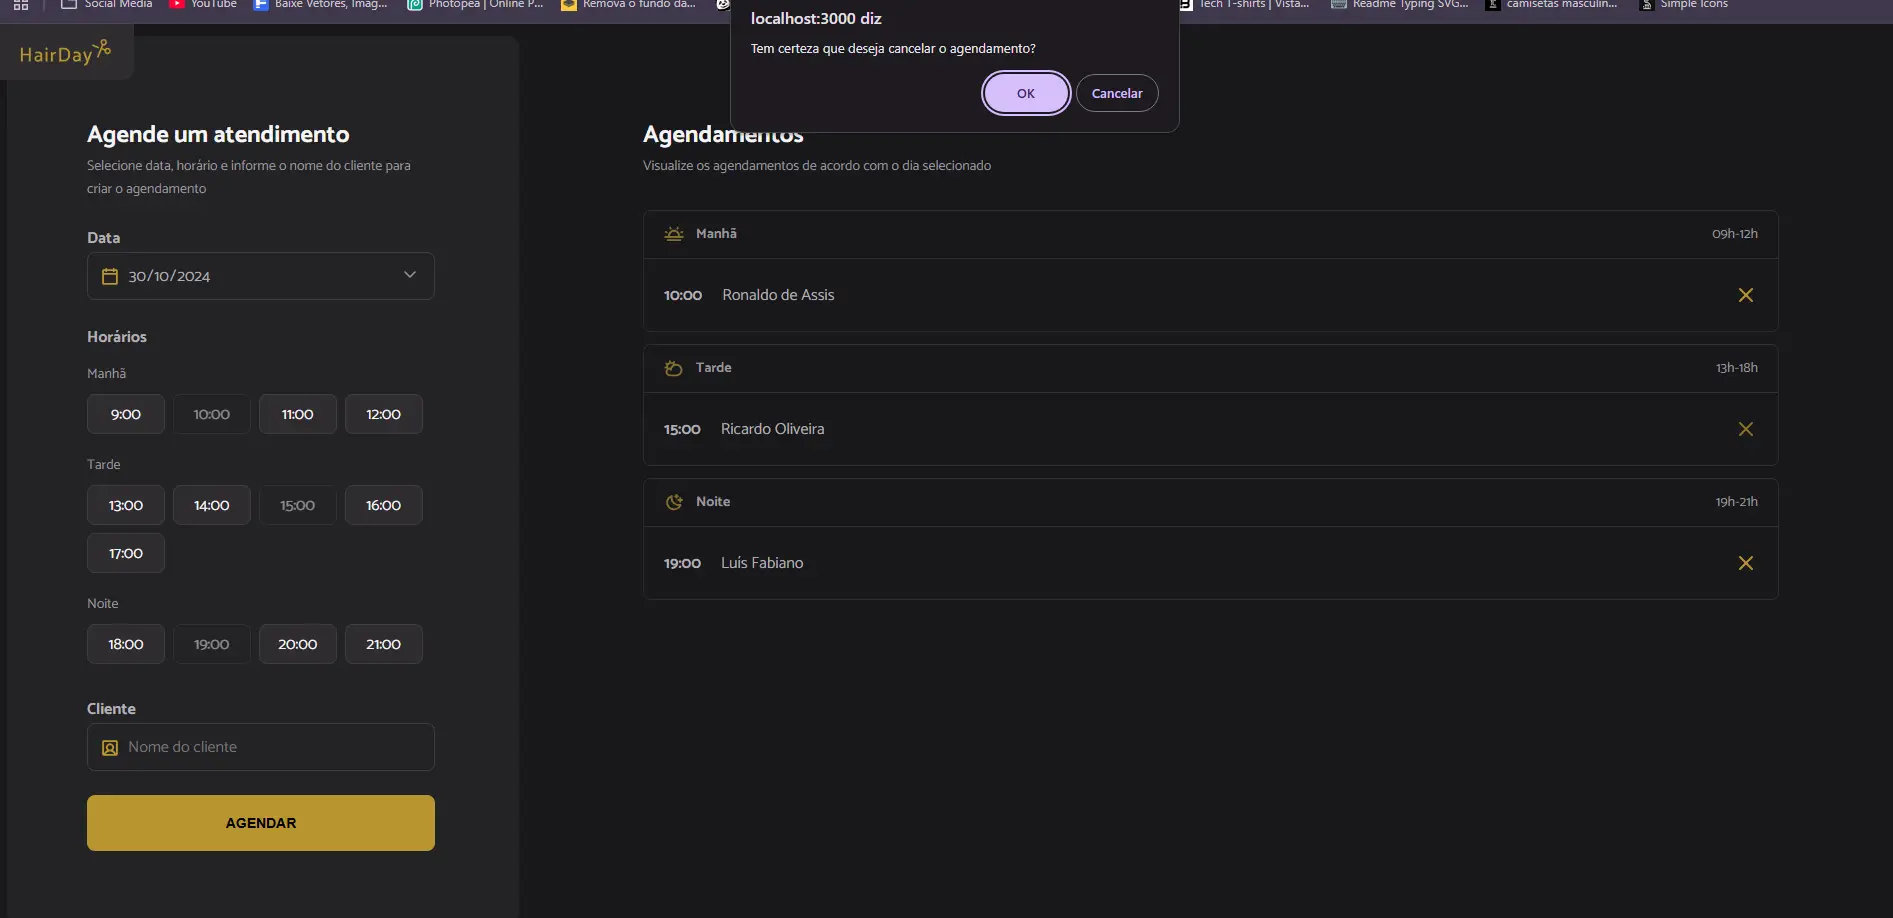 Social Media
YouTube
Baixe Vetores, Imag...
Photopea | Online P...
Remova o fundo da...
Tech T-shirts | Vista...
Readme Typing SVG...
camisetas masculin...
Simple Icons
localhost:3000 diz
Tem certeza que deseja cancelar o agendamento?
OK
Cancelar
HairDay
Agende um atendimento
Selecione data, horário e informe o nome do cliente para
criar o agendamento
Data
30/10/2024
Horários
Manhã
9:00 10:00 11:00 12:00
Tarde
13:00 14:00 15:00 16:00
17:00
Noite
18:00 19:00 20:00 21:00
Cliente
Nome do cliente
AGENDAR
Agendamentos
Visualize os agendamentos de acordo com o dia selecionado
Manhã 09h-12h
10:00 Ronaldo de Assis
Tarde 13h-18h
15:00 Ricardo Oliveira
Noite 19h-21h
19:00 Luís Fabiano